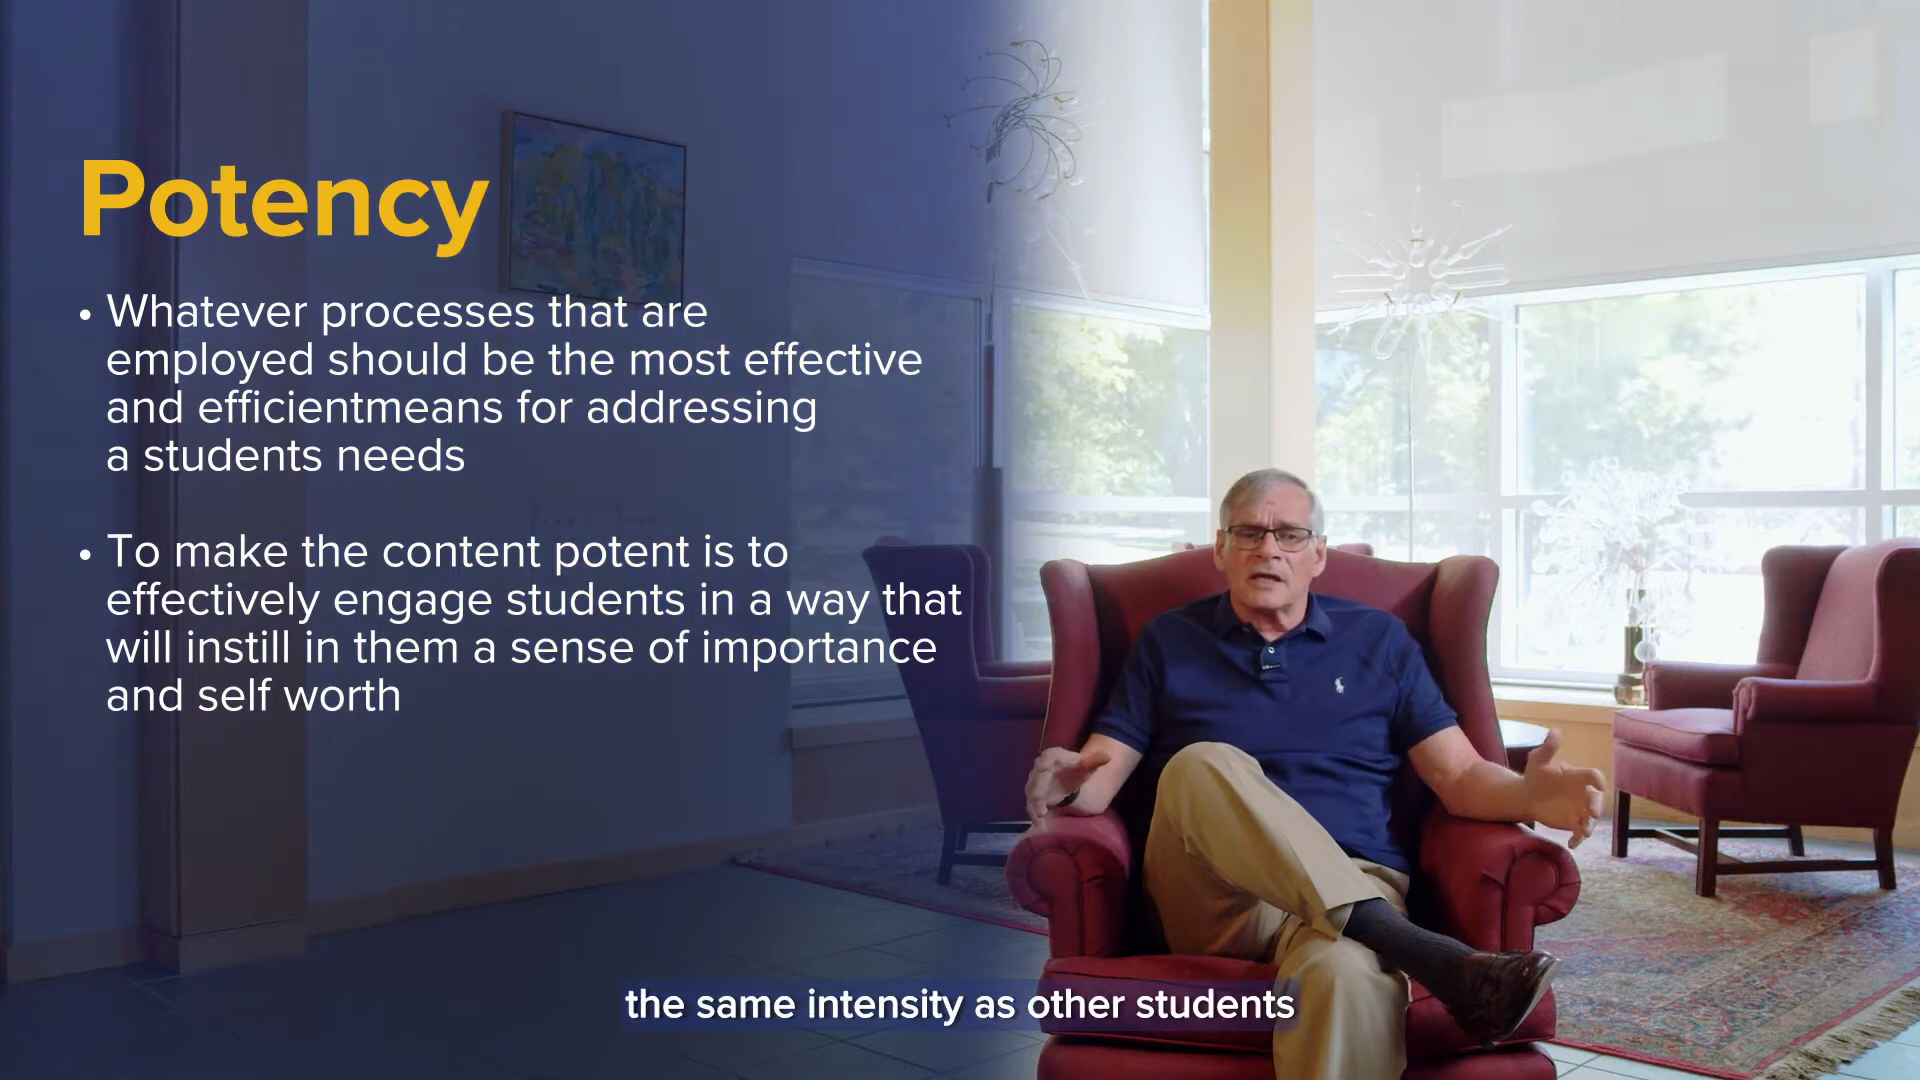 Potency
• Whatever processes that are
employed should be the most effective
and efficientmeans for addressing
a students needs
• To make the content potent is to
effectively engage students in a way that
will instill in them a sense of importance
and self worth
the same intensity as other students